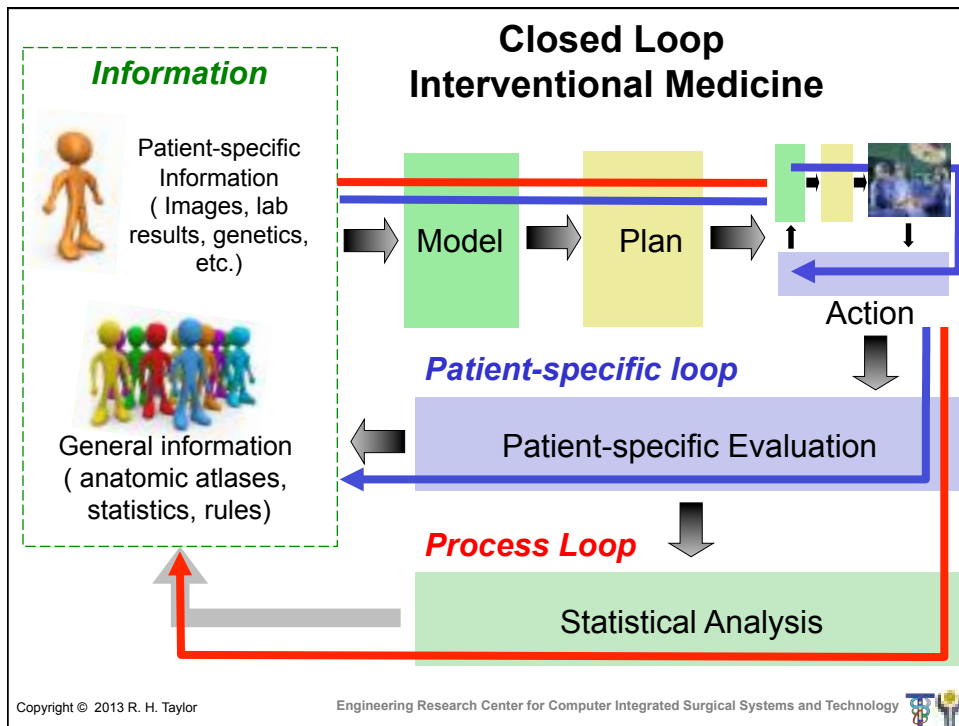 Closed Loop
Interventional Medicine
Information
Patient-specific
Information
( Images, lab
results, genetics,
etc.)
General information
( anatomic atlases,
statistics, rules)
Model
Plan
Action
Patient-specific loop
Patient-specific Evaluation
Process Loop
Statistical Analysis
Copyright © 2013 R. H. Taylor
Engineering Research Center for Computer Integrated Surgical Systems and Technology